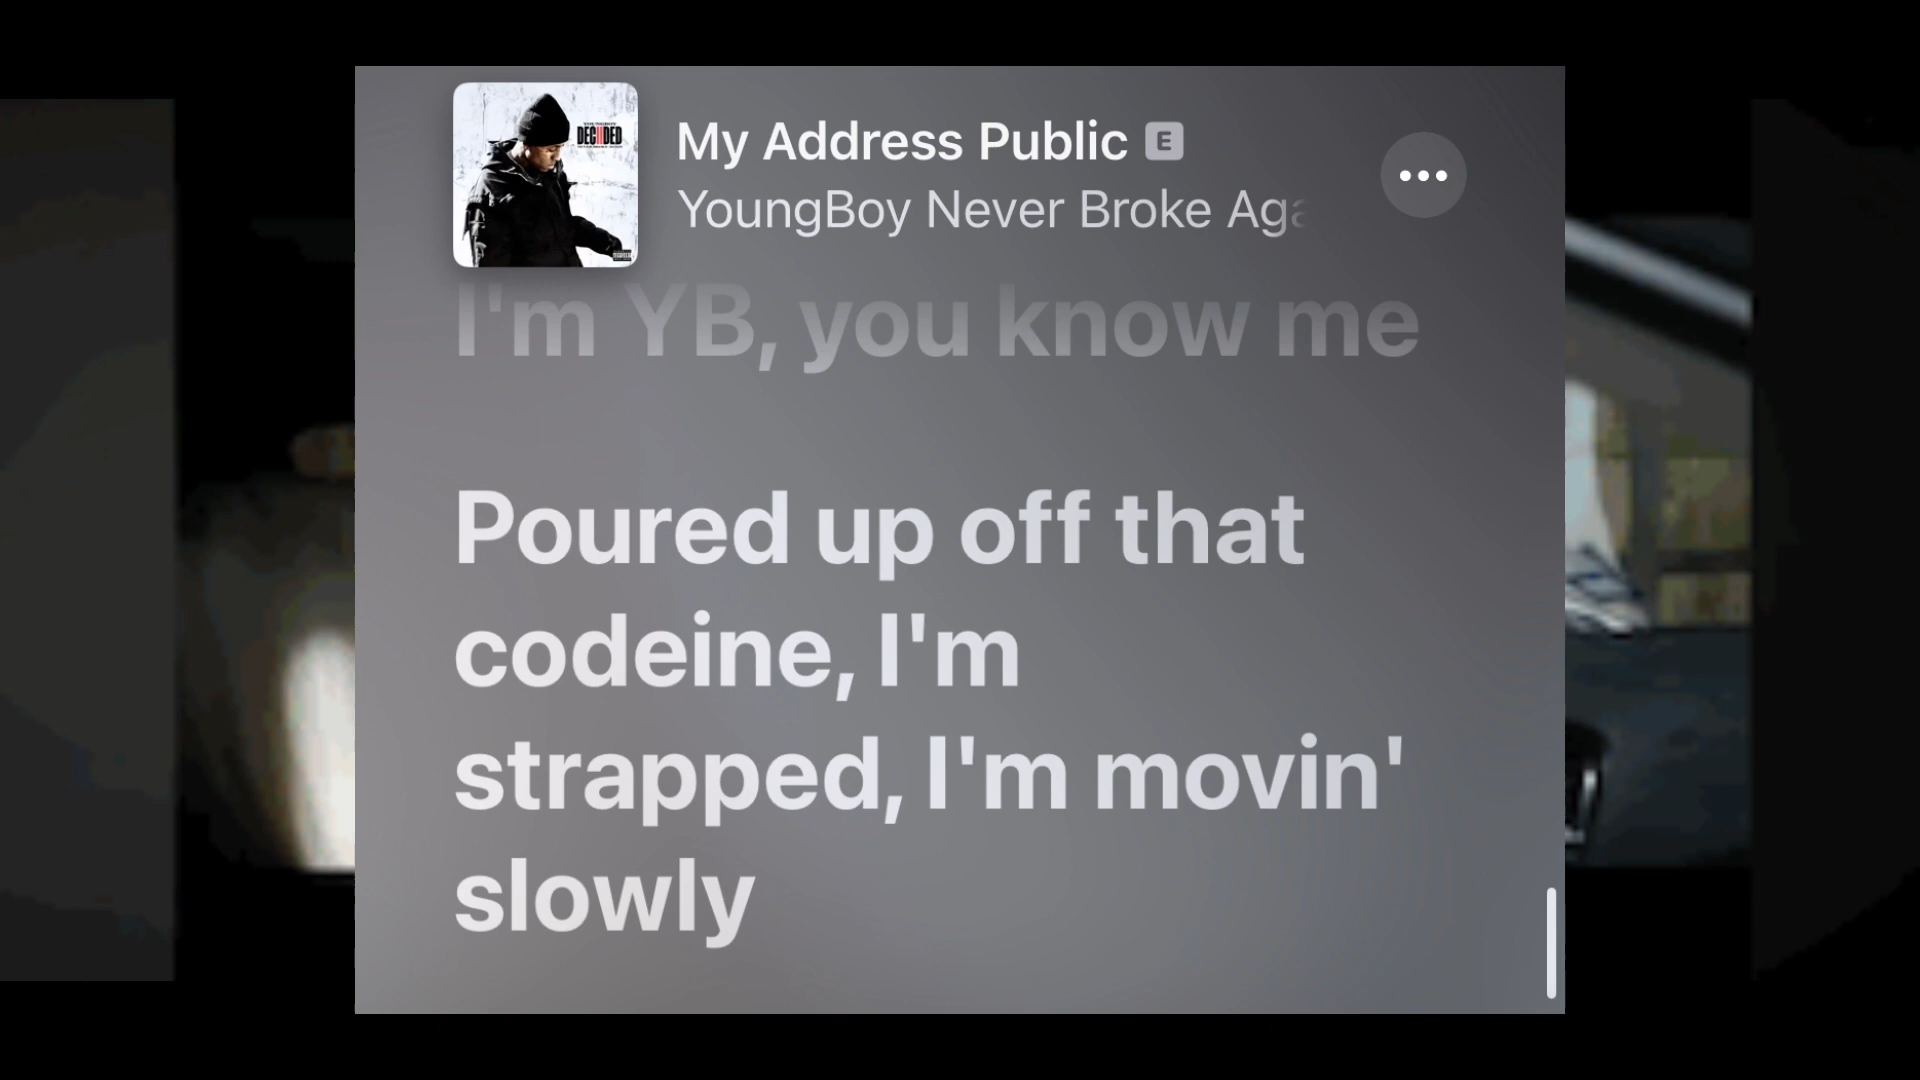 DECIIDED
My Address Public E
YoungBoy Never Broke Aga
I'm YB, you know me
Poured up off that
codeine, I'm
strapped, I'm movin'
slowly